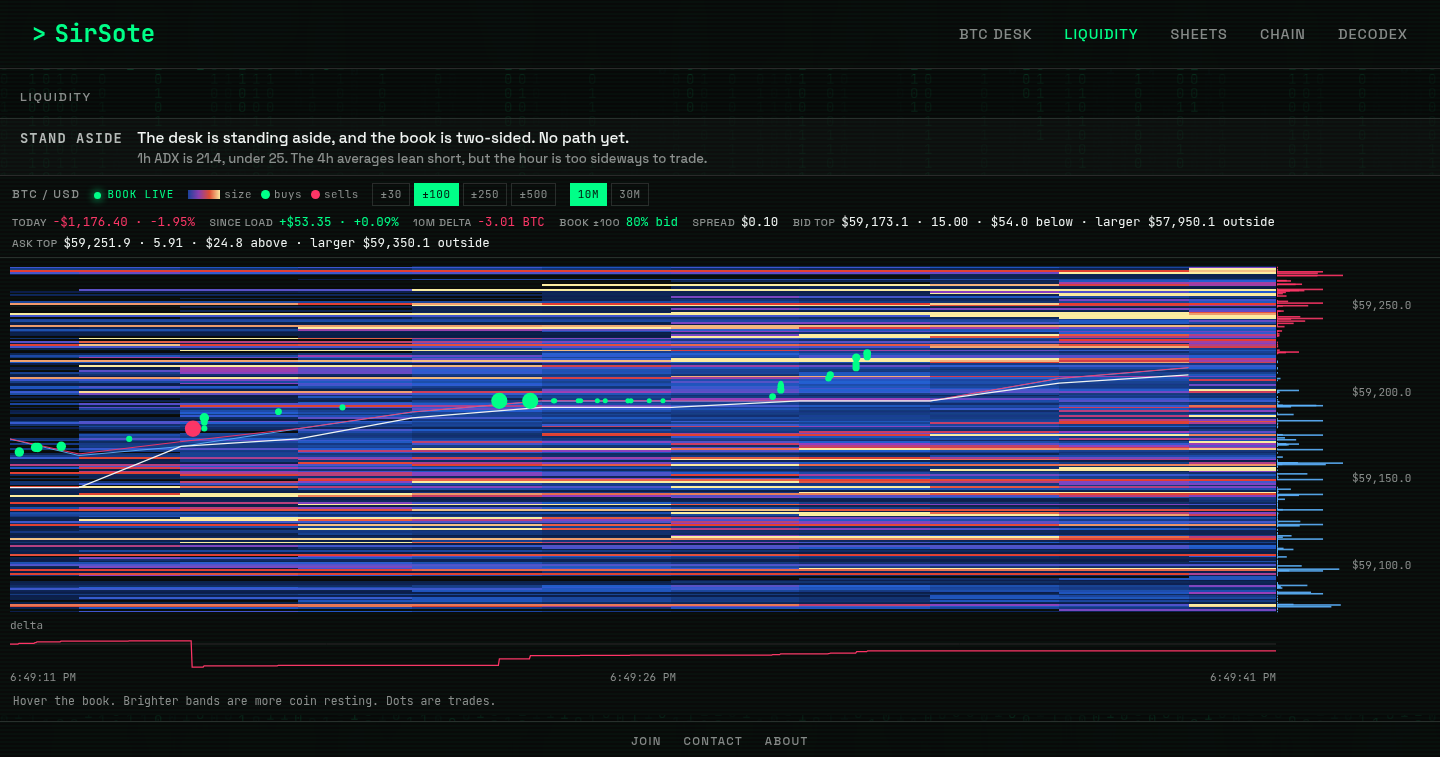 > SirSote
BTC DESK LIQUIDITY SHEETS CHAIN DECODEX
LIQUIDITY
STAND ASIDE The desk is standing aside, and the book is two-sided. No path yet.
1h ADX is 21.4, under 25. The 4h averages lean short, but the hour is too sideways to trade.
BTC / USD BOOK LIVE size buys sells ±30 ±100 ±250 ±500 10M 30M
TODAY -$1,176.40 · -1.95% SINCE LOAD +$53.35 · +0.09% 10M DELTA -3.01 BTC BOOK ±100 80% bid SPREAD $0.10 BID TOP $59,173.1 · 15.00 · $54.0 below · larger $57,950.1 outside
ASK TOP $59,251.9 · 5.91 · $24.8 above · larger $59,350.1 outside
$59,250.0
$59,200.0
$59,150.0
$59,100.0
delta
6:49:11 PM 6:49:26 PM 6:49:41 PM
Hover the book. Brighter bands are more coin resting. Dots are trades.
JOIN CONTACT ABOUT